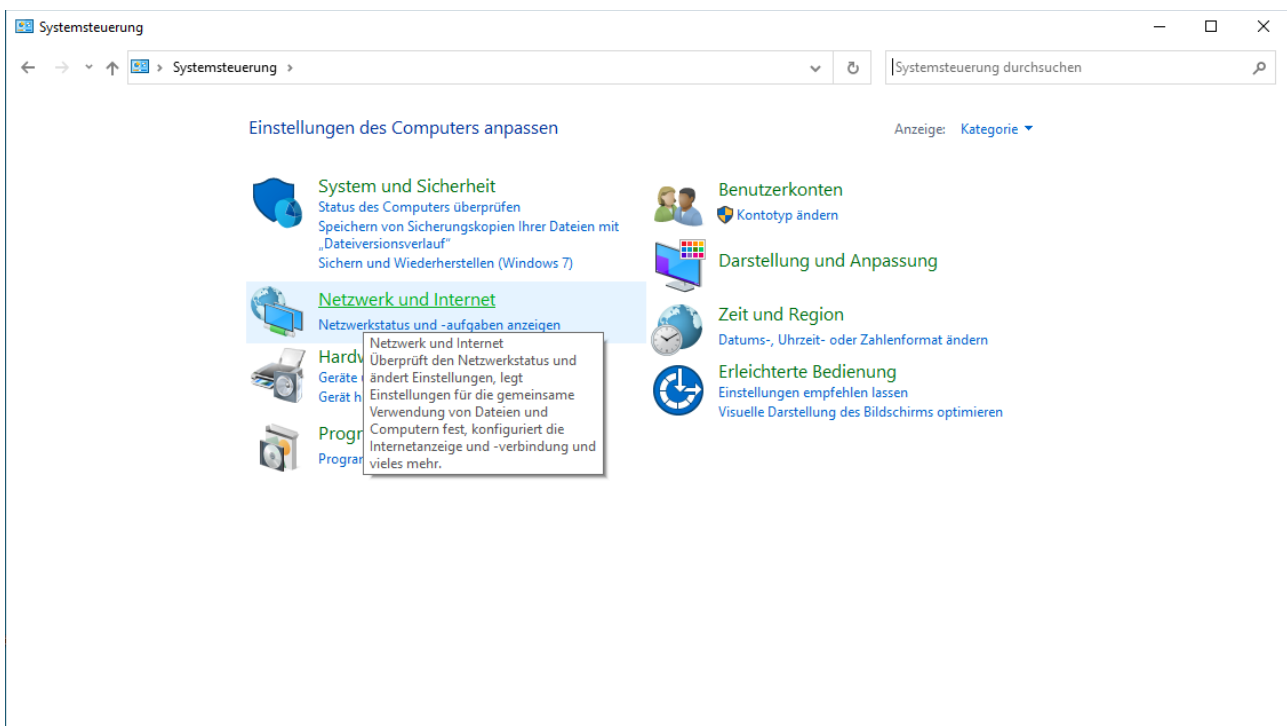 Systemsteuerung
Systemsteuerung
Systemsteuerung durchsuchen
Einstellungen des Computers anpassen
Anzeige: Kategorie
System und Sicherheit
Status des Computers überprüfen
Speichern von Sicherungskopien Ihrer Dateien mit
„Dateiversionsverlauf“
Sichern und Wiederherstellen (Windows 7)
Netzwerk und Internet
Netzwerkstatus und -aufgaben anzeigen
Netzwerk und Internet
Überprüft den Netzwerkstatus und
ändert Einstellungen, legt
Einstellungen für die gemeinsame
Verwendung von Dateien und
Computern fest, konfiguriert die
Internetanzeige und -verbindung und
vieles mehr.
Geräte
Gerät
Benutzerkonten
Kontotyp ändern
Darstellung und Anpassung
Zeit und Region
Datums-, Uhrzeit- oder Zahlenformat ändern
Erleichterte Bedienung
Einstellungen empfehlen lassen
Visuelle Darstellung des Bildschirms optimieren